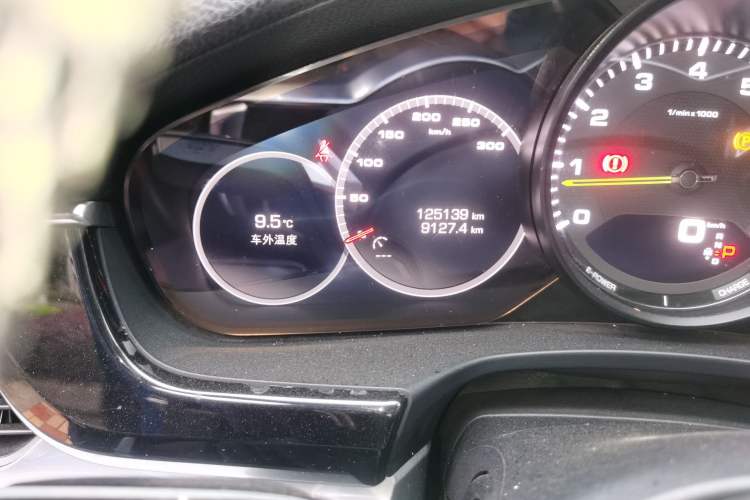 9.5°C
车外温度
50
100
150
200
250
300
km/h
125139 km
9127.4 km
---
0
1
2
3
4
5
1/min x 1000
0 km/h
P
E-POWER
CHARGE